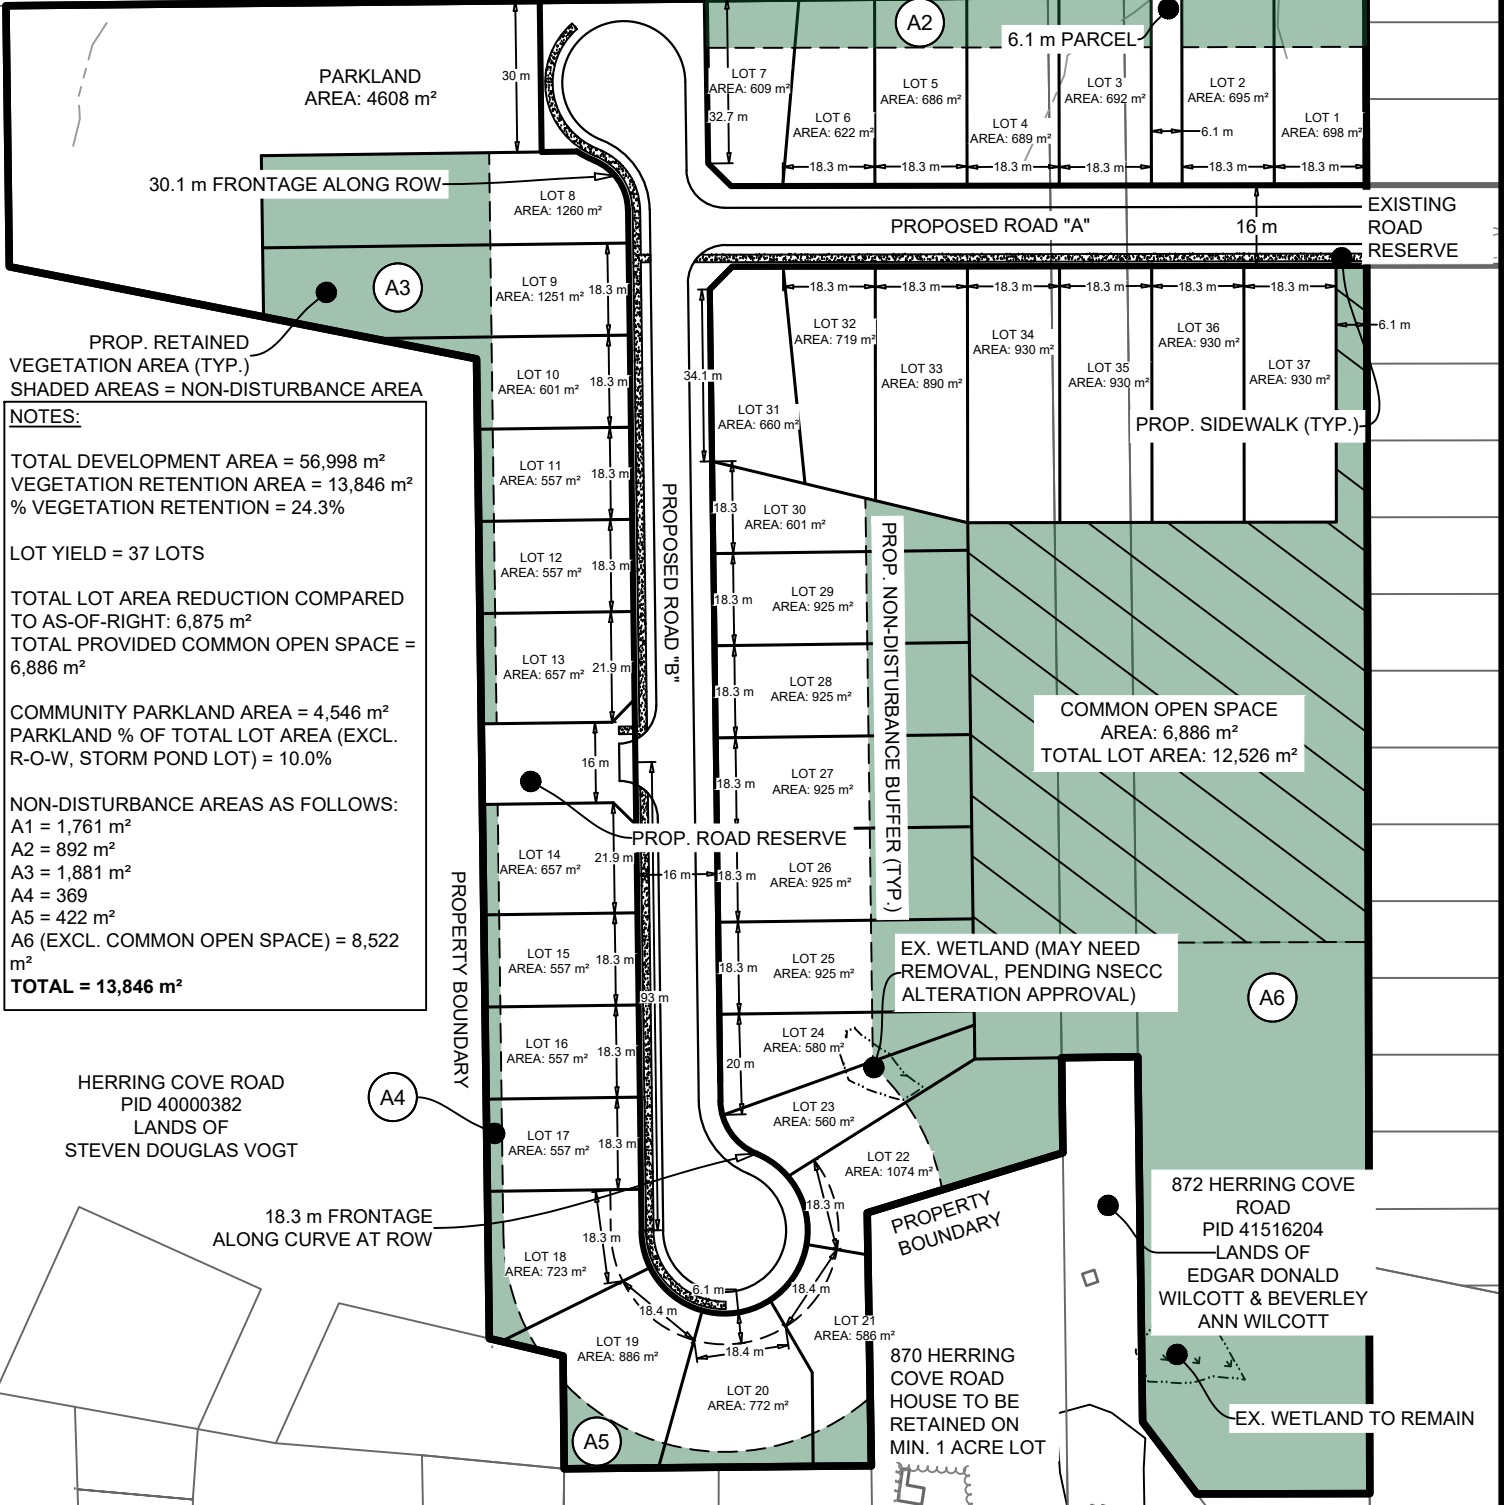 A2
6.1 m PARCEL
PARKLAND
AREA: 4608 m²
30 m
LOT 7
AREA: 609 m²
32.7 m
LOT 6
AREA: 622 m²
LOT 5
AREA: 686 m²
LOT 4
AREA: 689 m²
LOT 3
AREA: 692 m²
LOT 2
AREA: 695 m²
LOT 1
AREA: 698 m²
6.1 m
18.3 m
18.3 m
18.3 m
18.3 m
18.3 m
18.3 m
30.1 m FRONTAGE ALONG ROW
LOT 8
AREA: 1260 m²
PROPOSED ROAD "A"
16 m
EXISTING
ROAD
RESERVE
A3
LOT 9
AREA: 1251 m²
18.3 m
18.3 m
18.3 m
18.3 m
18.3 m
18.3 m
18.3 m
6.1 m
PROP. RETAINED
VEGETATION AREA (TYP.)
SHADED AREAS = NON-DISTURBANCE AREA
LOT 32
AREA: 719 m²
LOT 33
AREA: 890 m²
LOT 34
AREA: 930 m²
LOT 35
AREA: 930 m²
LOT 36
AREA: 930 m²
LOT 37
AREA: 930 m²
PROP. SIDEWALK (TYP.)
34.1 m
LOT 31
AREA: 660 m²
LOT 10
AREA: 601 m²
18.3 m
LOT 11
AREA: 557 m²
18.3 m
LOT 12
AREA: 557 m²
18.3 m
LOT 13
AREA: 657 m²
21.9 m
PROPOSED ROAD "B"
NOTES:
TOTAL DEVELOPMENT AREA = 56,998 m²
VEGETATION RETENTION AREA = 13,846 m²
% VEGETATION RETENTION = 24.3%
LOT YIELD = 37 LOTS
TOTAL LOT AREA REDUCTION COMPARED
TO AS-OF-RIGHT: 6,875 m²
TOTAL PROVIDED COMMON OPEN SPACE =
6,886 m²
COMMUNITY PARKLAND AREA = 4,546 m²
PARKLAND % OF TOTAL LOT AREA (EXCL.
R-O-W, STORM POND LOT) = 10.0%
NON-DISTURBANCE AREAS AS FOLLOWS:
A1 = 1,761 m²
A2 = 892 m²
A3 = 1,881 m²
A4 = 369
A5 = 422 m²
A6 (EXCL. COMMON OPEN SPACE) = 8,522
m²
TOTAL = 13,846 m²
18.3
LOT 30
AREA: 601 m²
18.3 m
LOT 29
AREA: 925 m²
18.3 m
LOT 28
AREA: 925 m²
18.3 m
LOT 27
AREA: 925 m²
18.3 m
LOT 26
AREA: 925 m²
18.3 m
LOT 25
AREA: 925 m²
PROP. NON-DISTURBANCE BUFFER (TYP.)
COMMON OPEN SPACE
AREA: 6,886 m²
TOTAL LOT AREA: 12,526 m²
16 m
PROP. ROAD RESERVE
16 m
LOT 14
AREA: 657 m²
21.9 m
LOT 15
AREA: 557 m²
18.3 m
93 m
LOT 16
AREA: 557 m²
18.3 m
LOT 17
AREA: 557 m²
18.3 m
PROPERTY BOUNDARY
EX. WETLAND (MAY NEED
REMOVAL, PENDING NSECC
ALTERATION APPROVAL)
A6
LOT 24
AREA: 580 m²
20 m
LOT 23
AREA: 560 m²
LOT 22
AREA: 1074 m²
18.3 m
HERRING COVE ROAD
PID 40000382
LANDS OF
STEVEN DOUGLAS VOGT
A4
18.3 m FRONTAGE
ALONG CURVE AT ROW
18.3 m
LOT 18
AREA: 723 m²
PROPERTY
BOUNDARY
872 HERRING COVE
ROAD
PID 41516204
LANDS OF
EDGAR DONALD
WILCOTT & BEVERLEY
ANN WILCOTT
6.1 m
18.4 m
18.4 m
18.4 m
LOT 19
AREA: 886 m²
LOT 20
AREA: 772 m²
LOT 21
AREA: 586 m²
870 HERRING
COVE ROAD
HOUSE TO BE
RETAINED ON
MIN. 1 ACRE LOT
EX. WETLAND TO REMAIN
A5